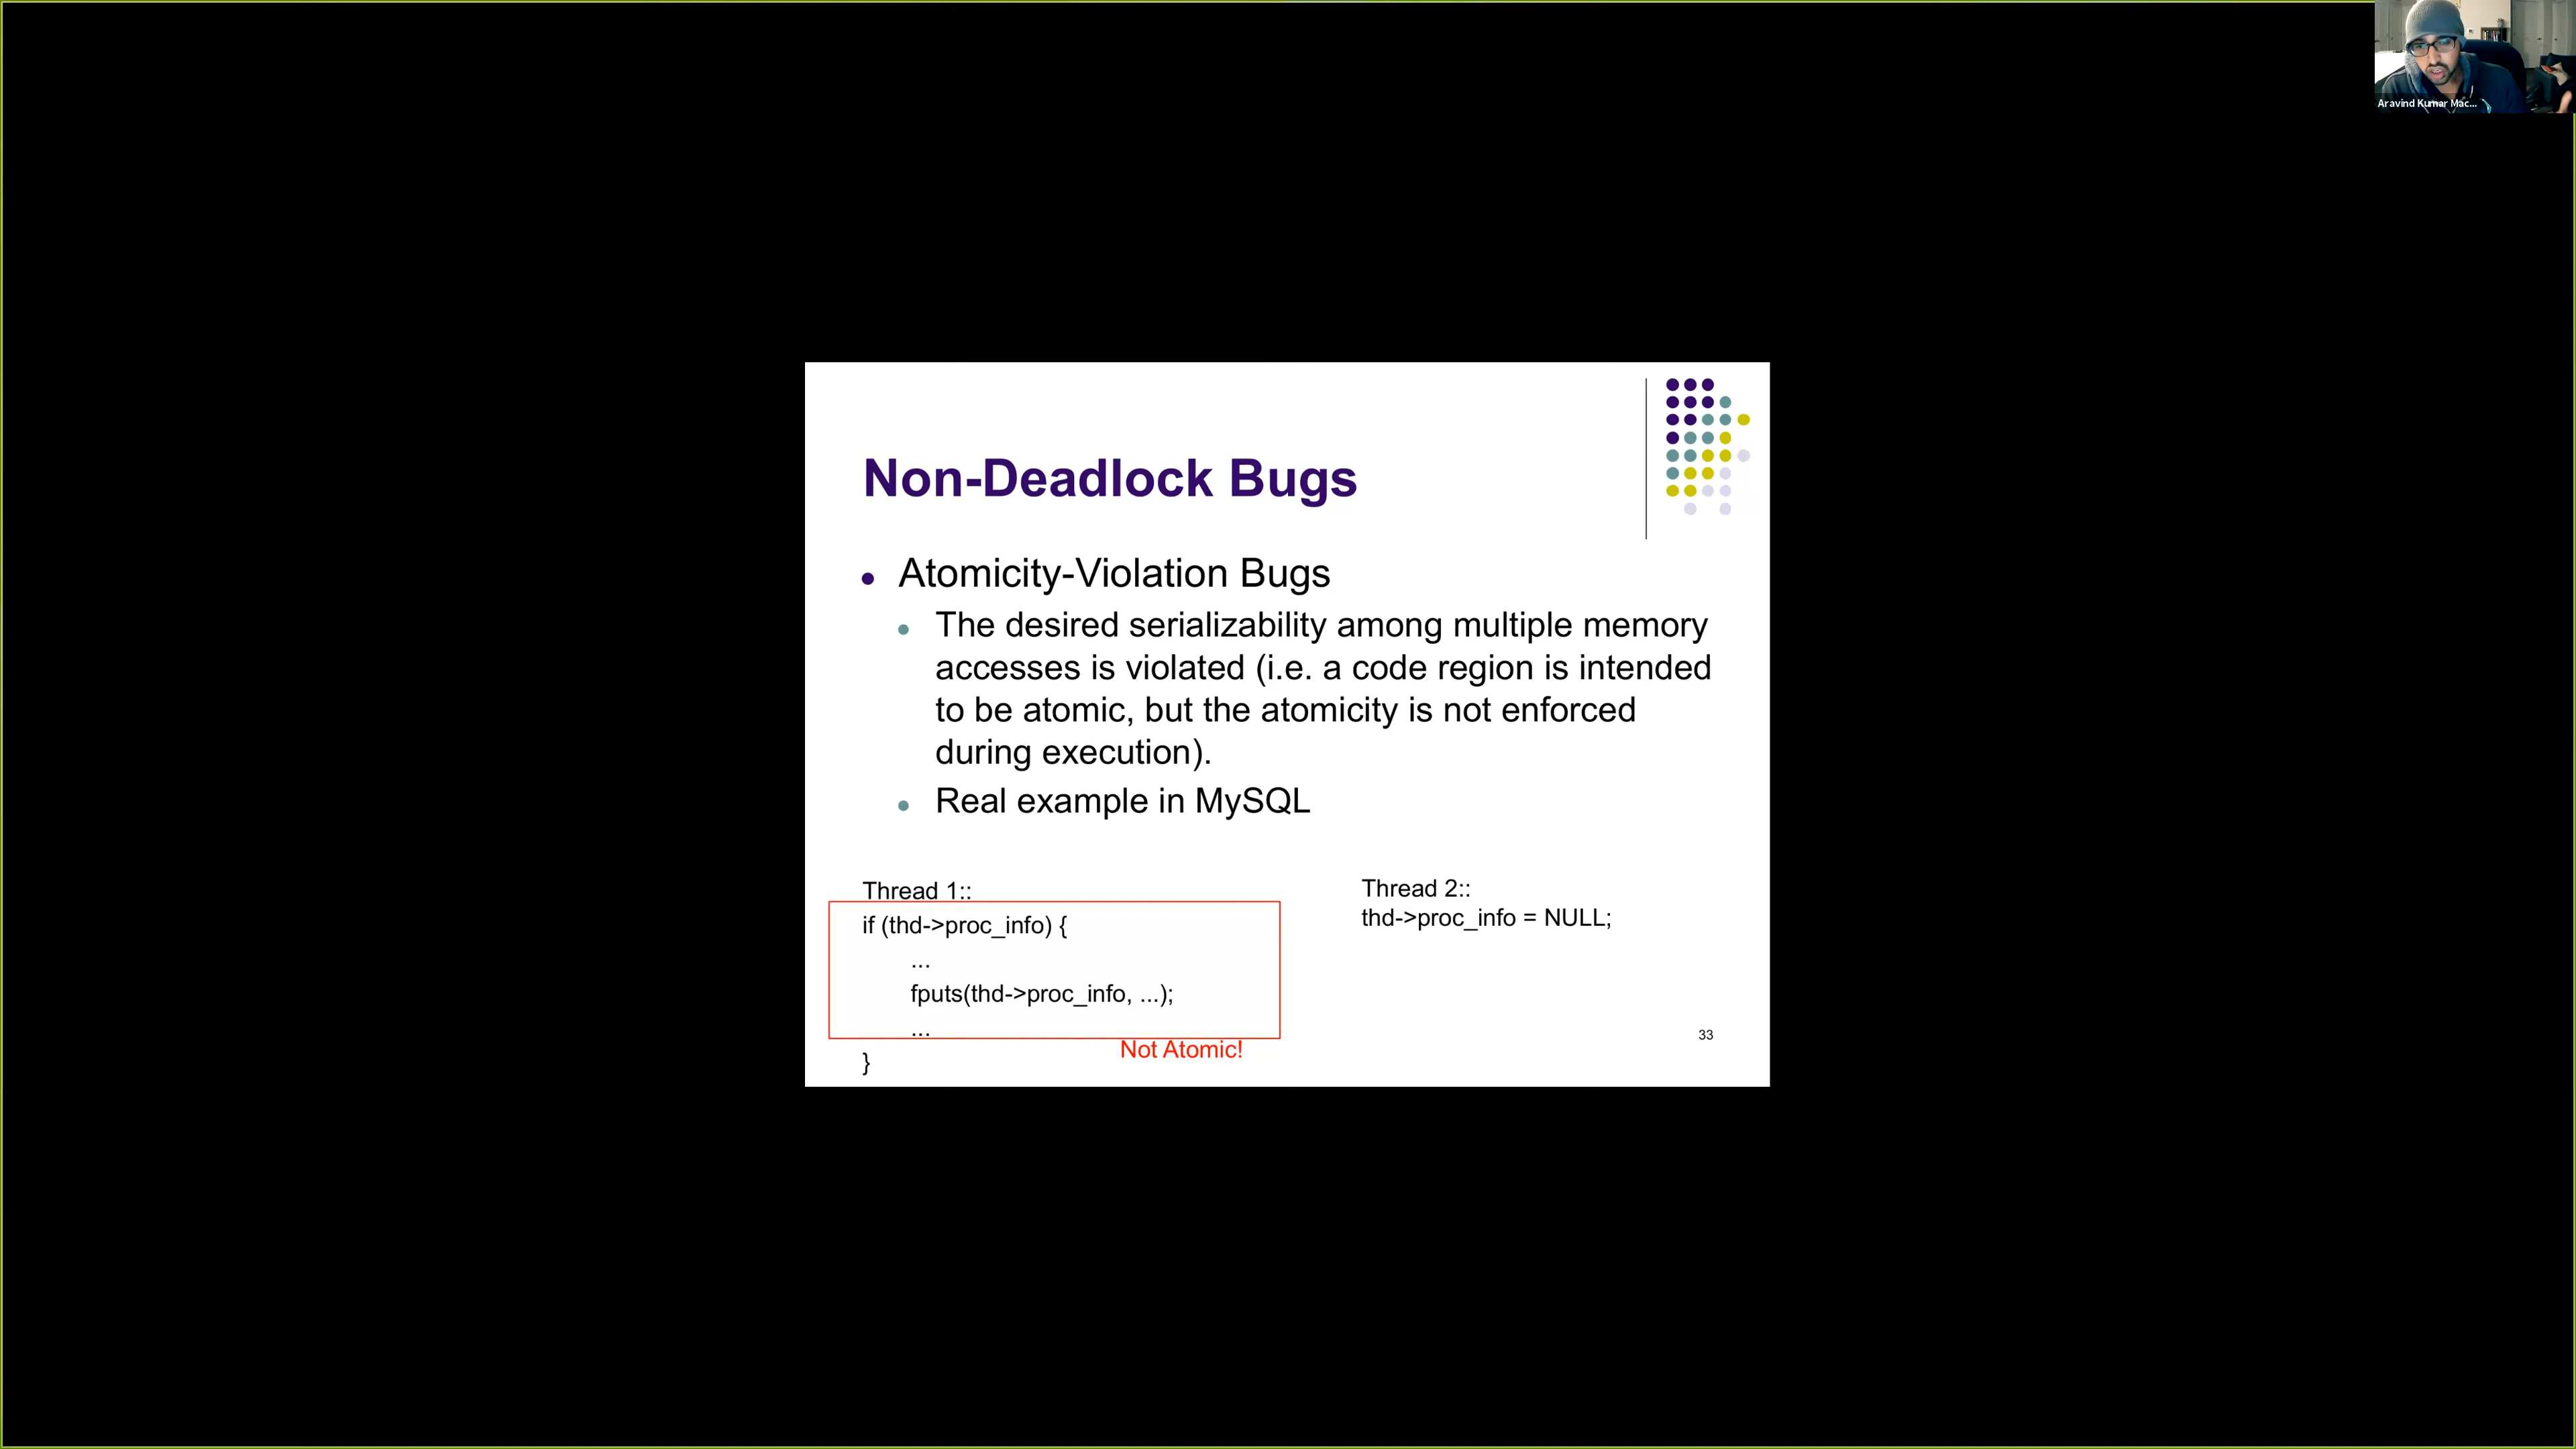 Aravind Kumar Mac...
Non-Deadlock Bugs
Atomicity-Violation Bugs
The desired serializability among multiple memory
accesses is violated (i.e. a code region is intended
to be atomic, but the atomicity is not enforced
during execution).
Real example in MySQL
Thread 1::
if (thd->proc_info) {
...
fputs(thd->proc_info, ...);
...
}
Not Atomic!
Thread 2::
thd->proc_info = NULL;
33